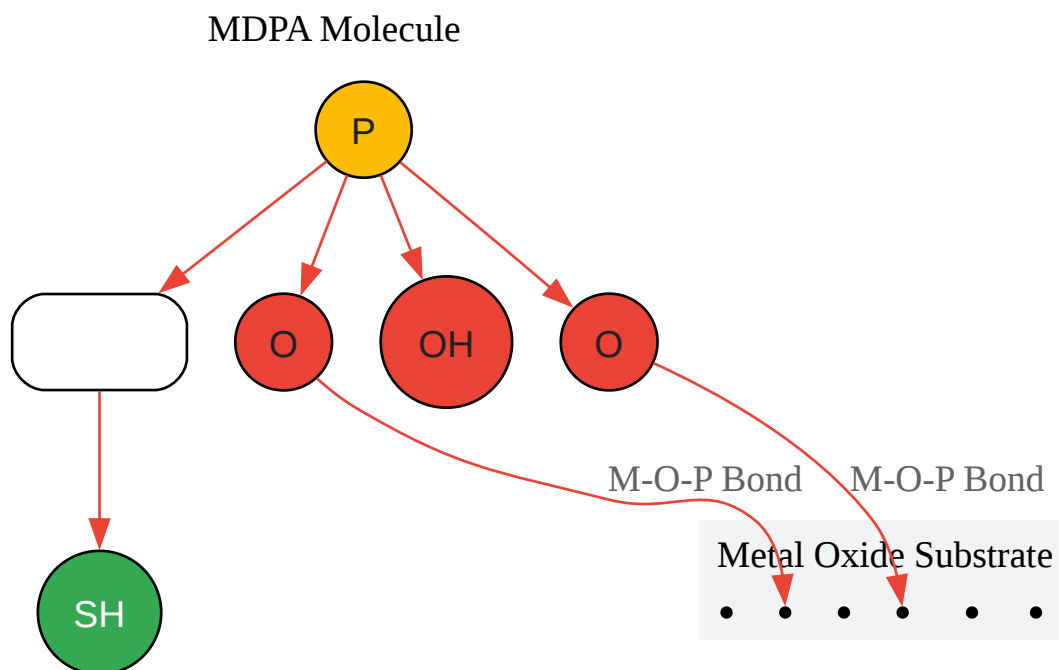 MDPA Molecule
P
O
OH
O
M-O-P Bond
M-O-P Bond
Metal Oxide Substrate
SH